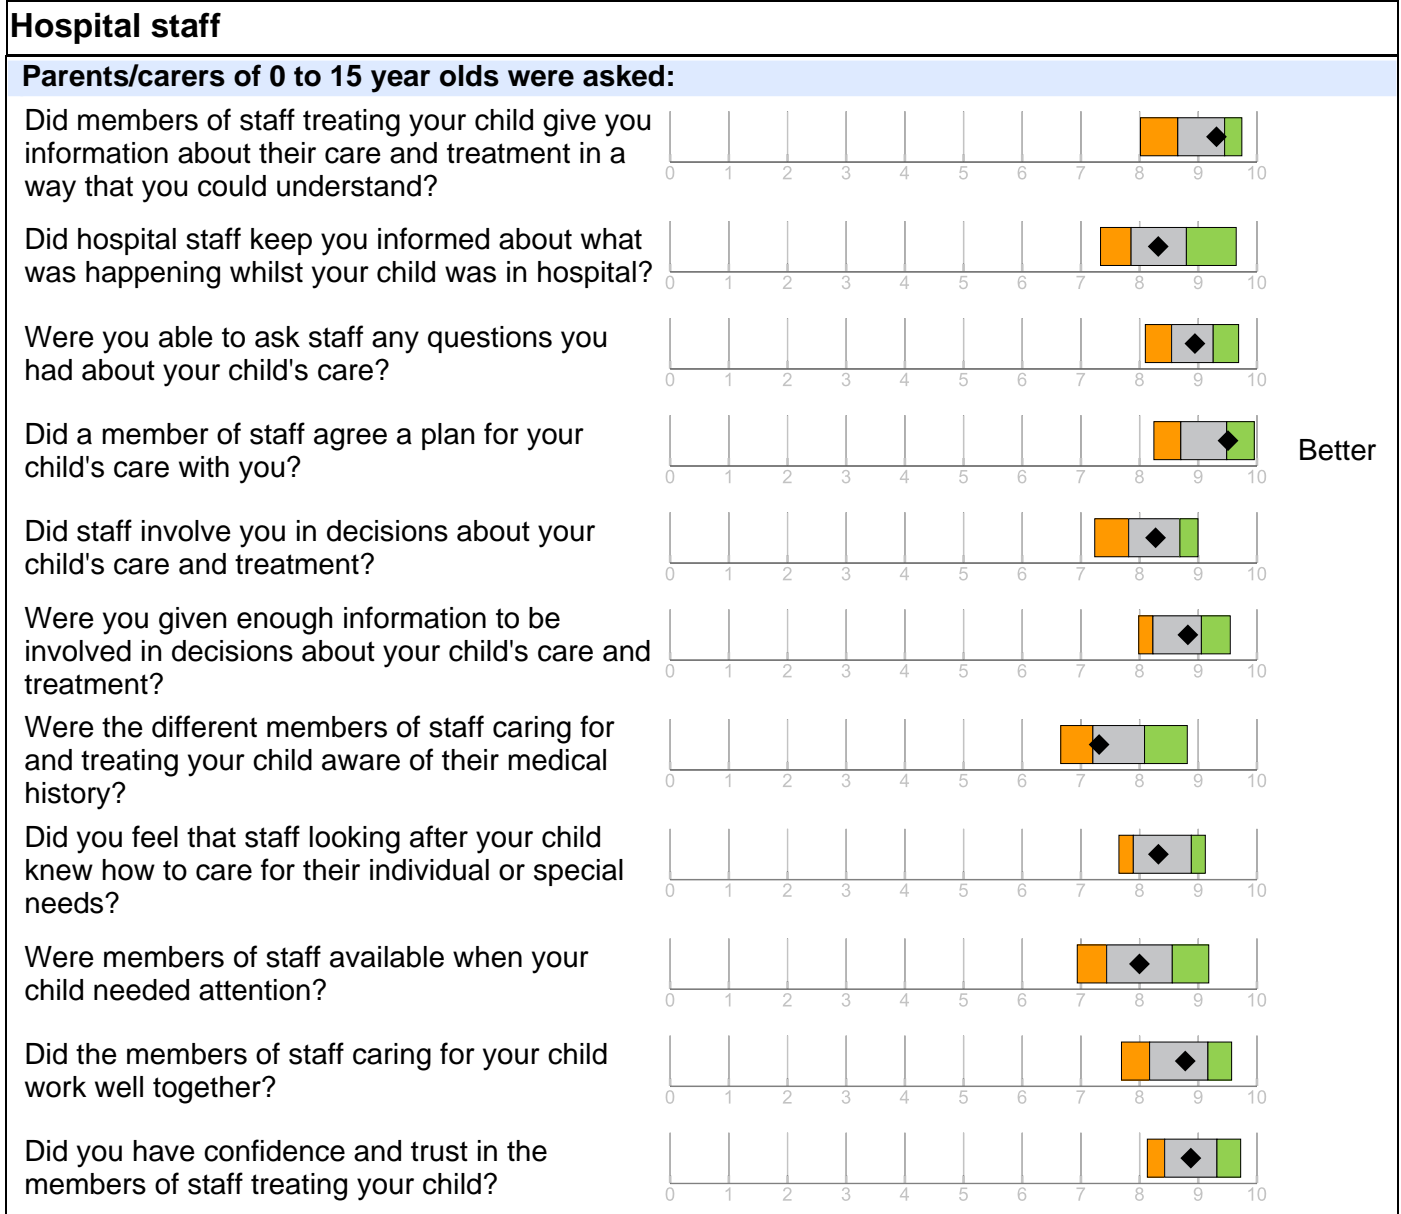 Hospital staff
Parents/carers of 0 to 15 year olds were asked:
Did members of staff treating your child give you
information about their care and treatment in a
way that you could understand?
0 1 2 3 4 5 6 7 8 9 10
Did hospital staff keep you informed about what
was happening whilst your child was in hospital?
0 1 2 3 4 5 6 7 8 9 10
Were you able to ask staff any questions you
had about your child's care?
0 1 2 3 4 5 6 7 8 9 10
Did a member of staff agree a plan for your
child's care with you?
0 1 2 3 4 5 6 7 8 9 10
Better
Did staff involve you in decisions about your
child's care and treatment?
0 1 2 3 4 5 6 7 8 9 10
Were you given enough information to be
involved in decisions about your child's care and
treatment?
0 1 2 3 4 5 6 7 8 9 10
Were the different members of staff caring for
and treating your child aware of their medical
history?
0 1 2 3 4 5 6 7 8 9 10
Did you feel that staff looking after your child
knew how to care for their individual or special
needs?
0 1 2 3 4 5 6 7 8 9 10
Were members of staff available when your
child needed attention?
0 1 2 3 4 5 6 7 8 9 10
Did the members of staff caring for your child
work well together?
0 1 2 3 4 5 6 7 8 9 10
Did you have confidence and trust in the
members of staff treating your child?
0 1 2 3 4 5 6 7 8 9 10